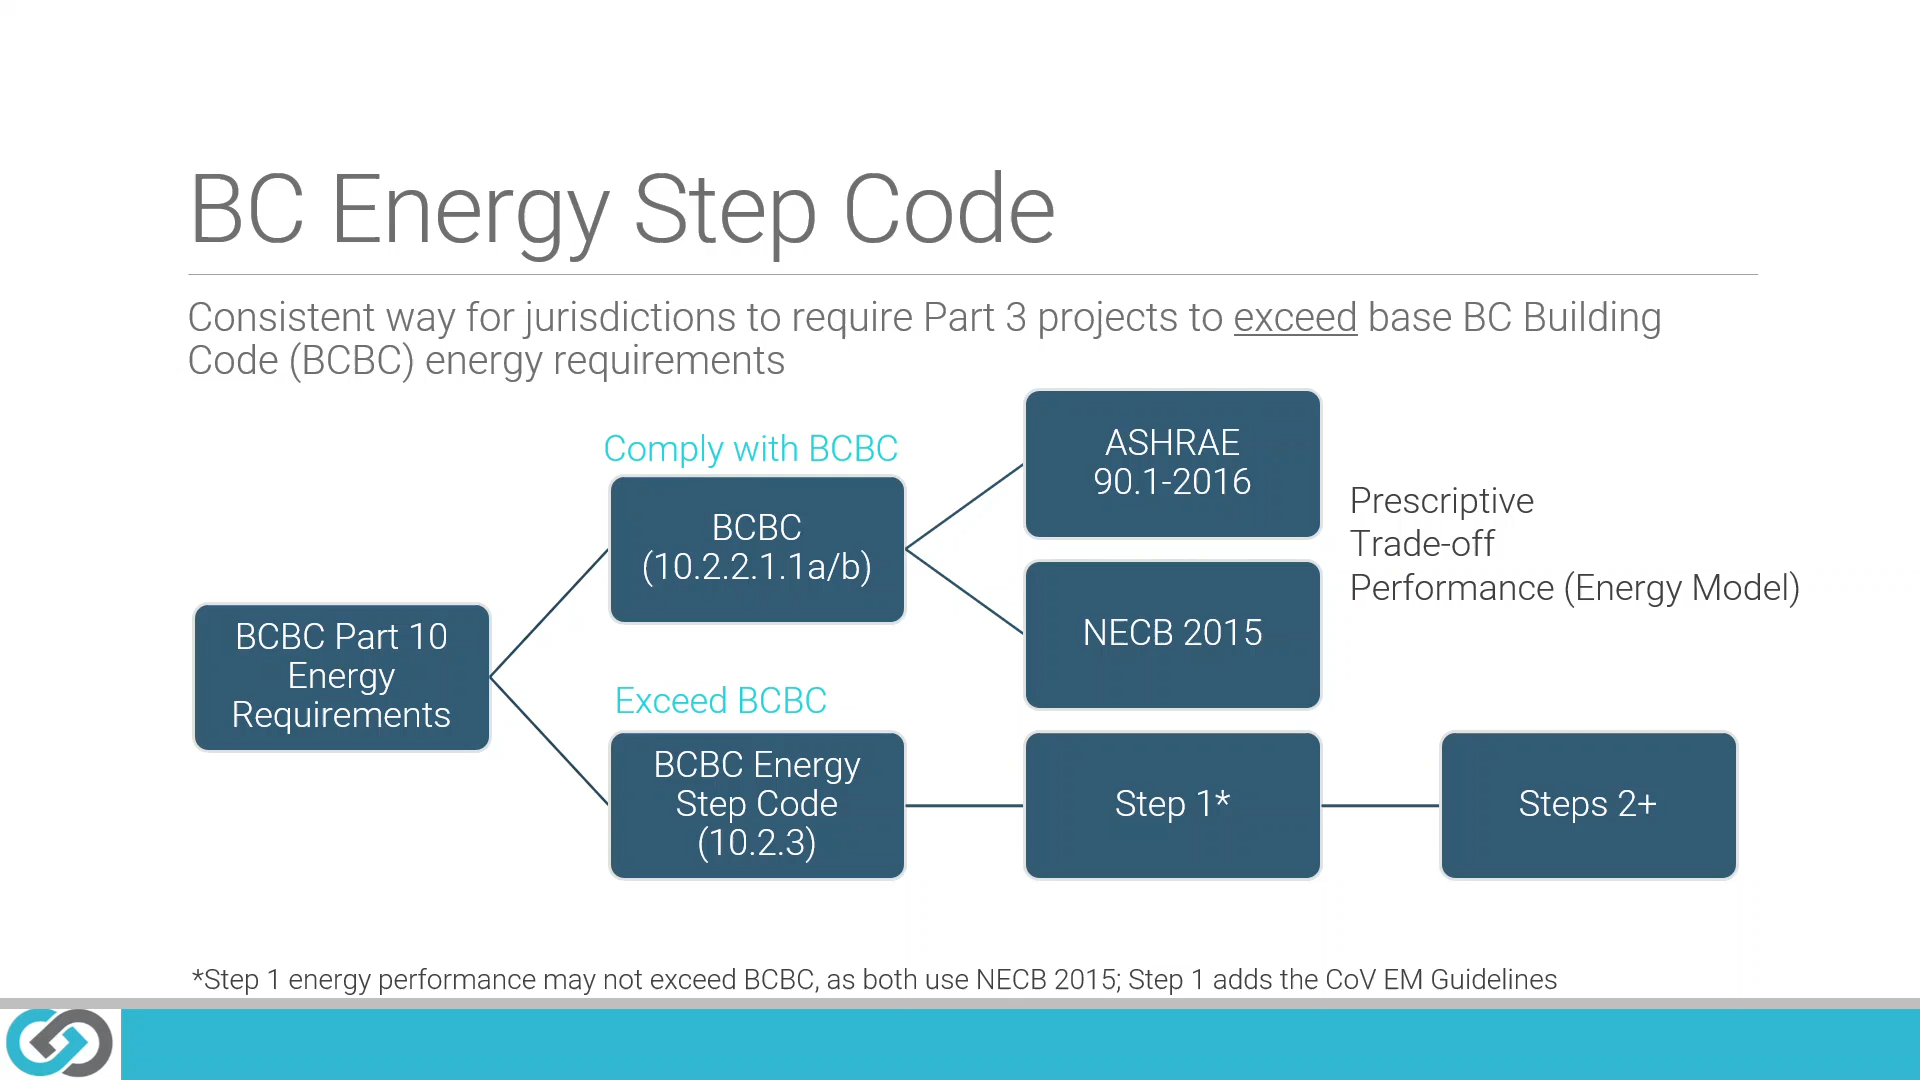 BC Energy Step Code
Consistent way for jurisdictions to require Part 3 projects to exceed base BC Building
Code (BCBC) energy requirements
Comply with BCBC
BCBC
(10.2.2.1.1a/b)
ASHRAE
90.1-2016
NECB 2015
Prescriptive
Trade-off
Performance (Energy Model)
BCBC Part 10
Energy
Requirements
Exceed BCBC
BCBC Energy
Step Code
(10.2.3)
Step 1*
Steps 2+
*Step 1 energy performance may not exceed BCBC, as both use NECB 2015; Step 1 adds the CoV EM Guidelines